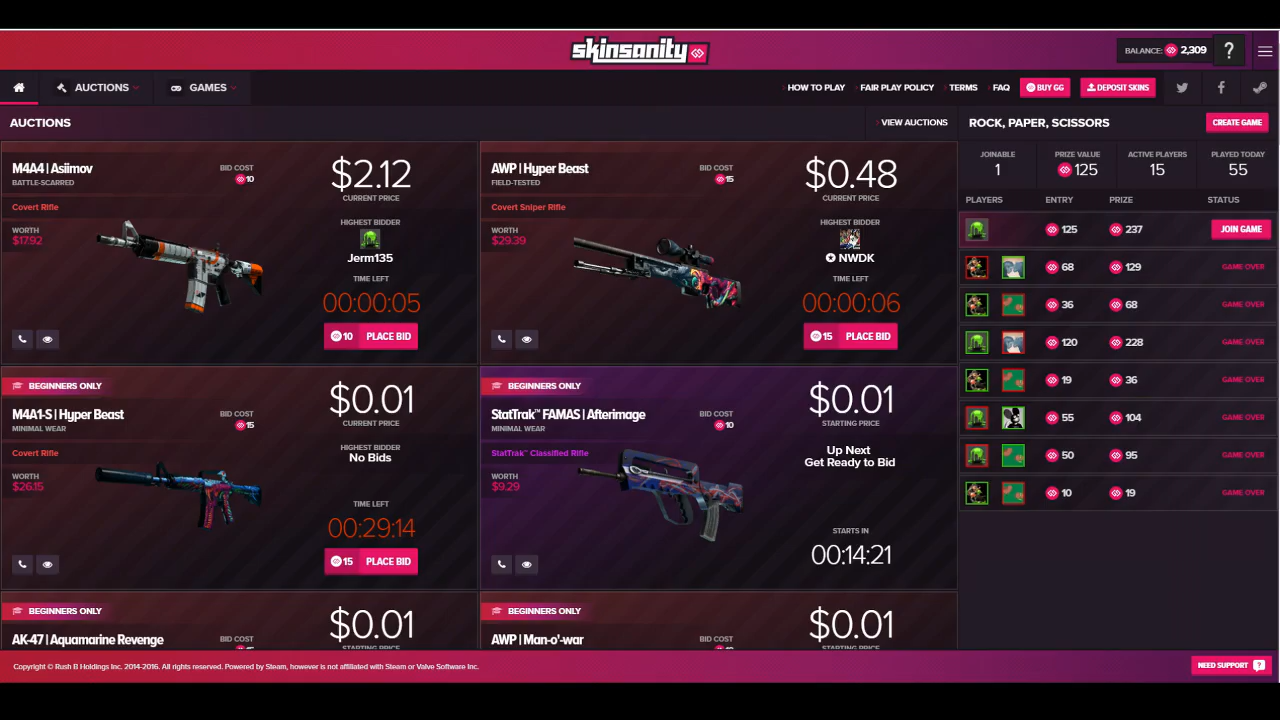 skinsanity
BALANCE: 2,309
?
AUCTIONS
GAMES
HOW TO PLAY
FAIR PLAY POLICY
TERMS
FAQ
BUY GG
DEPOSIT SKINS
AUCTIONS
VIEW AUCTIONS
M4A4 | Asiimov
BATTLE-SCARRED
BID COST
10
Covert Rifle
WORTH
$17.92
$2.12
CURRENT PRICE
HIGHEST BIDDER
Jerm135
TIME LEFT
00:00:05
10 PLACE BID
AWP | Hyper Beast
FIELD-TESTED
BID COST
15
Covert Sniper Rifle
WORTH
$29.39
$0.48
CURRENT PRICE
HIGHEST BIDDER
NWDK
TIME LEFT
00:00:06
15 PLACE BID
BEGINNERS ONLY
M4A1-S | Hyper Beast
MINIMAL WEAR
BID COST
15
Covert Rifle
WORTH
$26.15
$0.01
CURRENT PRICE
HIGHEST BIDDER
No Bids
TIME LEFT
00:29:14
15 PLACE BID
BEGINNERS ONLY
StatTrak™ FAMAS | Afterimage
MINIMAL WEAR
BID COST
10
StatTrak™ Classified Rifle
WORTH
$9.29
$0.01
STARTING PRICE
Up Next
Get Ready to Bid
STARTS IN
00:14:21
BEGINNERS ONLY
AK-47 | Aquamarine Revenge
BID COST
$0.01
STARTING PRICE
BEGINNERS ONLY
AWP | Man-o'-war
BID COST
$0.01
STARTING PRICE
ROCK, PAPER, SCISSORS
CREATE GAME
JOINABLE
1
PRIZE VALUE
125
ACTIVE PLAYERS
15
PLAYED TODAY
55
PLAYERS ENTRY PRIZE STATUS
125 237 JOIN GAME
68 129 GAME OVER
36 68 GAME OVER
120 228 GAME OVER
19 36 GAME OVER
55 104 GAME OVER
50 95 GAME OVER
10 19 GAME OVER
Copyright © Rush B Holdings Inc. 2014-2016. All rights reserved. Powered by Steam, however is not affiliated with Steam or Valve Software Inc.
NEED SUPPORT ?